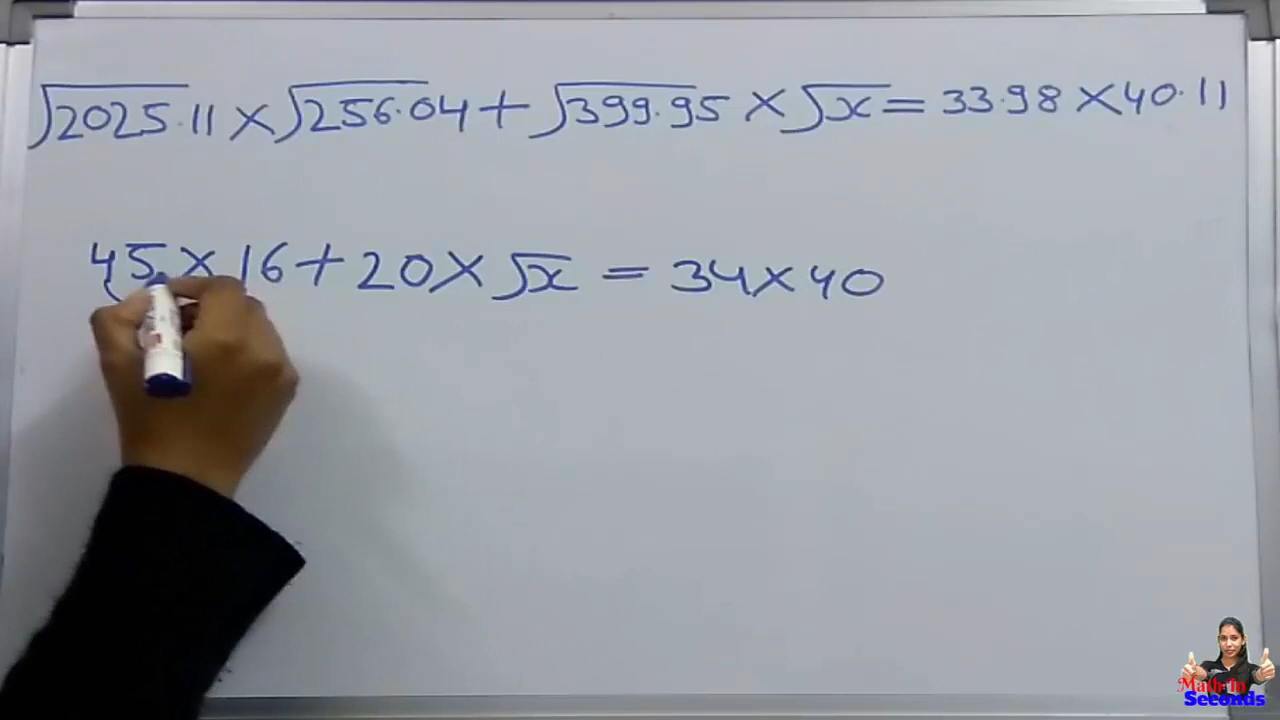 √2025.11 × √256.04 + √399.95 × √x = 33.98 × 40.11
45 × 16 + 20 × √x = 34 × 40
Math In
Seconds